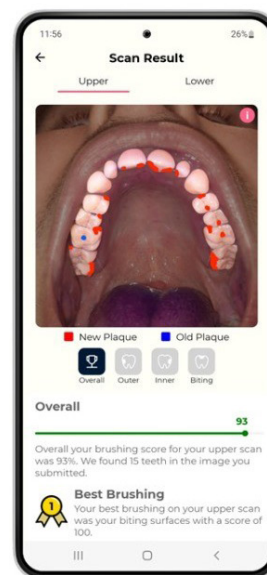 11:56
26%
Scan Result
Upper Lower
i
New Plaque Old Plaque
Overall Outer Inner Biting
Overall
93
Overall your brushing score for your upper scan
was 93%. We found 15 teeth in the image you
submitted.
1
Best Brushing
Your best brushing on your upper scan
was your biting surfaces with a score of
100.